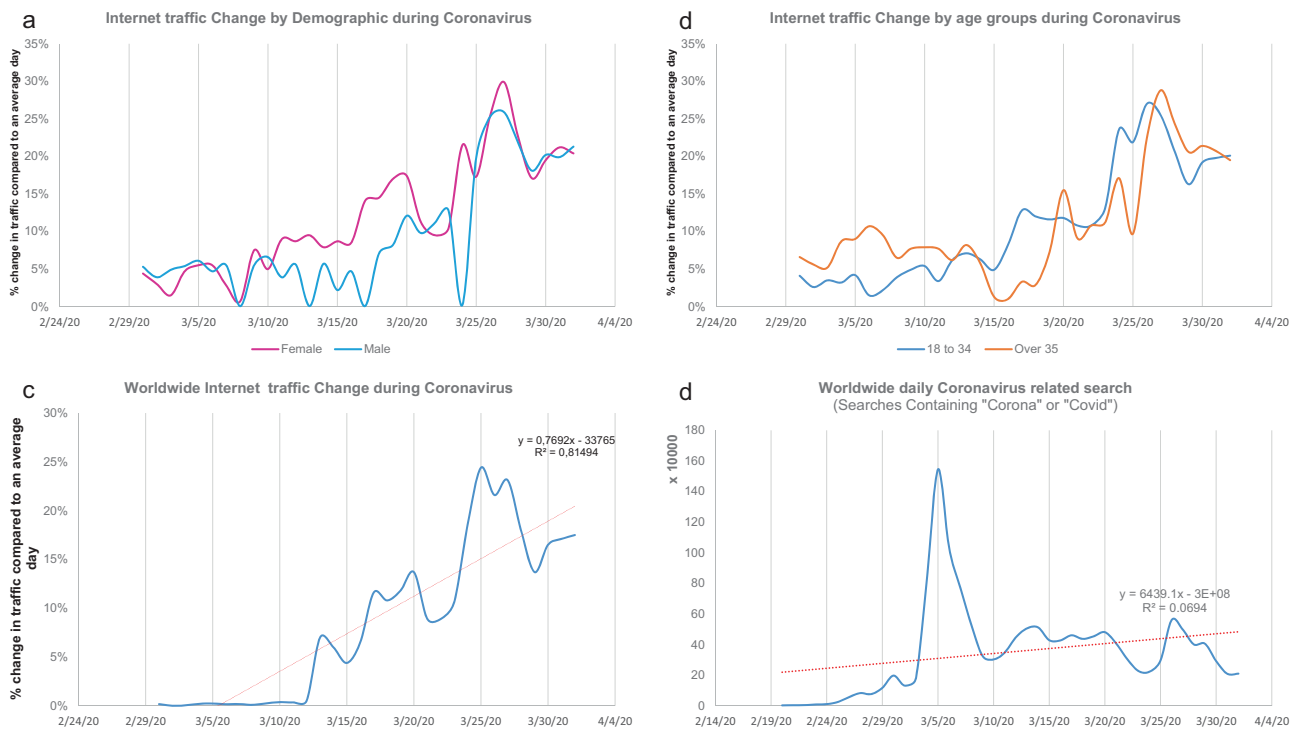 a
Internet traffic Change by Demographic during Coronavirus
% change in traffic compared to an average day
35%
30%
25%
20%
15%
10%
5%
0%
2/24/20 2/29/20 3/5/20 3/10/20 3/15/20 3/20/20 3/25/20 3/30/20 4/4/20
Female Male
d
Internet traffic Change by age groups during Coronavirus
% change in traffic compared to an average day
35%
30%
25%
20%
15%
10%
5%
0%
2/24/20 2/29/20 3/5/20 3/10/20 3/15/20 3/20/20 3/25/20 3/30/20 4/4/20
18 to 34 Over 35
c
Worldwide Internet traffic Change during Coronavirus
% change in traffic compared to an average
day
30%
25%
20%
15%
10%
5%
0%
y = 0,7692x - 33765
R² = 0,81494
2/24/20 2/29/20 3/5/20 3/10/20 3/15/20 3/20/20 3/25/20 3/30/20 4/4/20
d
Worldwide daily Coronavirus related search
(Searches Containing "Corona" or "Covid")
x 10000
180
160
140
120
100
80
60
40
20
0
y = 6439.1x - 3E+08
R² = 0.0694
2/14/20 2/19/20 2/24/20 2/29/20 3/5/20 3/10/20 3/15/20 3/20/20 3/25/20 3/30/20 4/4/20